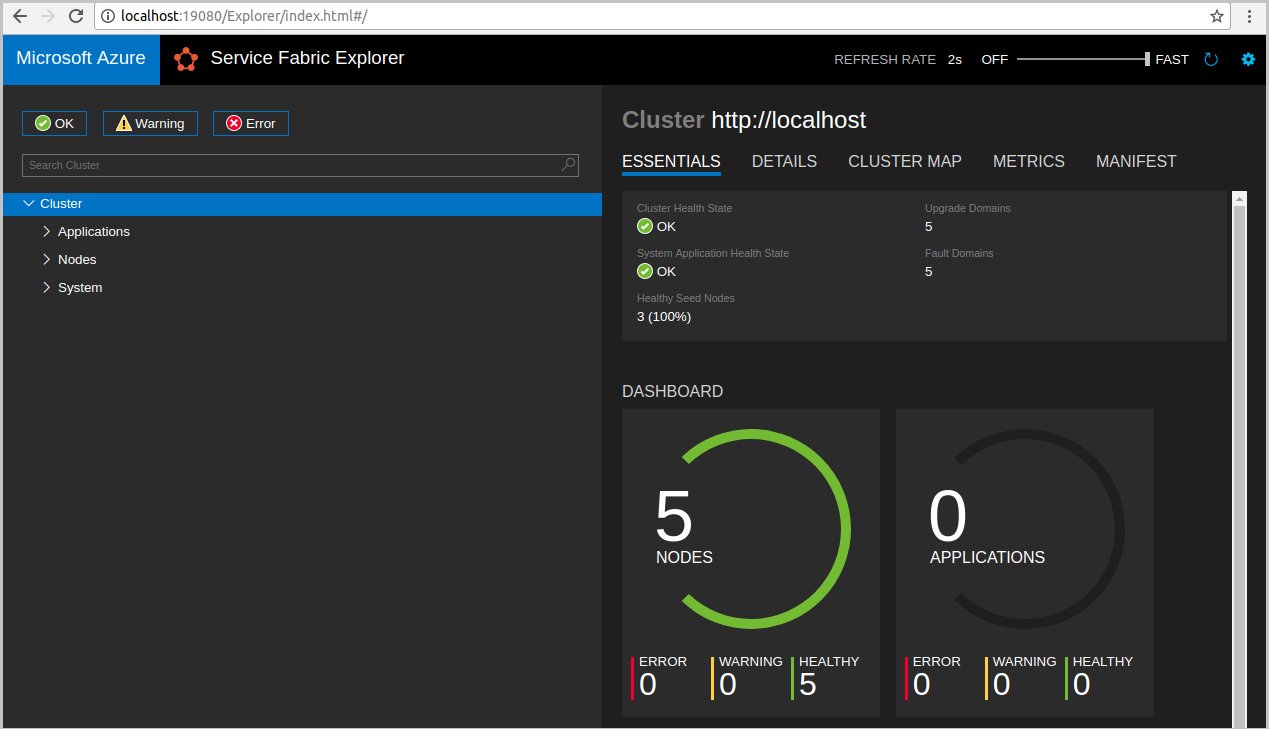 localhost:19080/Explorer/index.html#/
Microsoft Azure Service Fabric Explorer REFRESH RATE 2s OFF FAST
OK Warning Error
Search Cluster
Cluster
Applications
Nodes
System
Cluster http://localhost
ESSENTIALS DETAILS CLUSTER MAP METRICS MANIFEST
Cluster Health State Upgrade Domains
OK 5
System Application Health State Fault Domains
OK 5
Healthy Seed Nodes
3 (100%)
DASHBOARD
5 0
NODES APPLICATIONS
ERROR WARNING HEALTHY ERROR WARNING HEALTHY
0 0 5 0 0 0